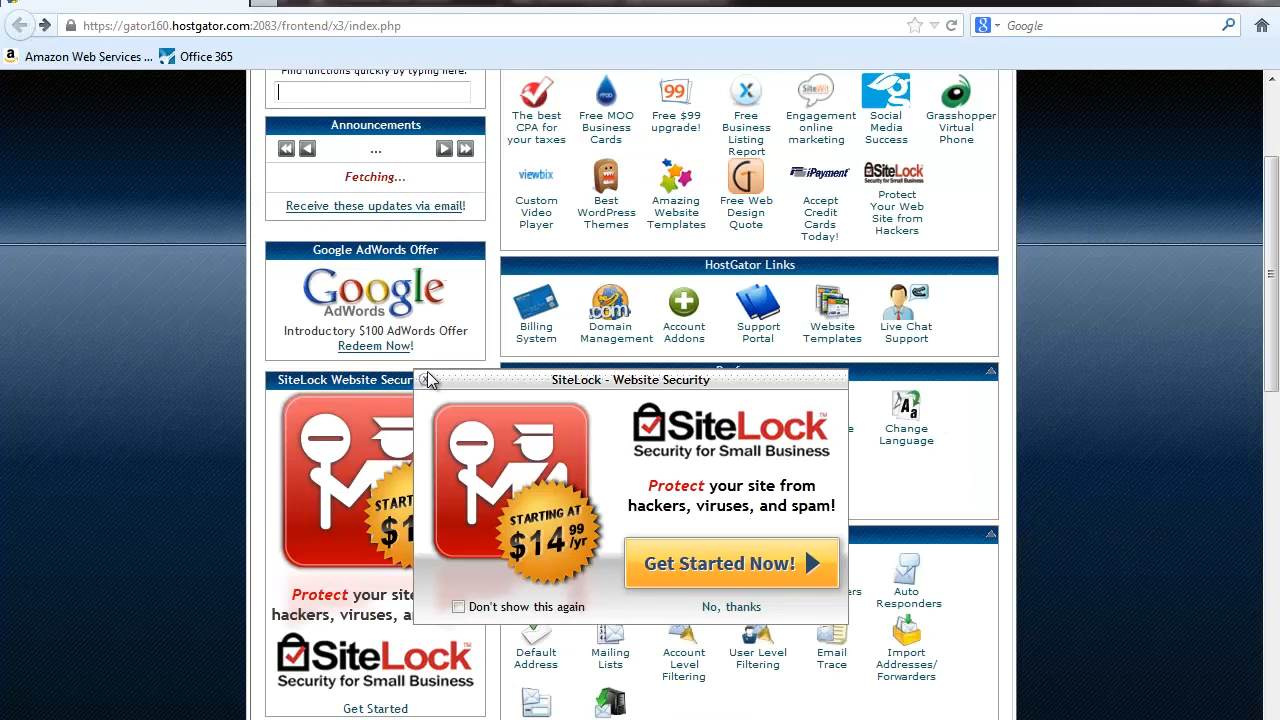 https://gator160.hostgator.com:2083/frontend/x3/index.php
Google
Amazon Web Services ...
Office 365
Find functions quickly by typing here.
Announcements
...
Fetching...
Receive these updates via email!
Google AdWords Offer
Google
AdWords
Introductory $100 AdWords Offer
Redeem Now!
SiteLock Website Secur
STARTING AT
$1
Protect your site
hackers, viruses, and
SiteLock
Security for Small Business
Get Started
The best
CPA for
your taxes
MOO
Free MOO
Business
Cards
99
Free $99
upgrade!
X
Free
Business
Listing
Report
SiteWit
Engagement
online
marketing
Social
Media
Success
Grasshopper
Virtual
Phone
viewbix
Custom
Video
Player
Best
WordPress
Themes
Amazing
Website
Templates
Free Web
Design
Quote
iPayment
Accept
Credit
Cards
Today!
SiteLock
Protect
Your Web
Site from
Hackers
HostGator Links
Billing
System
.com
Domain
Management
Account
Addons
Support
Portal
Website
Templates
Live Chat
Support
SiteLock - Website Security
STARTING AT
$14 99 /yr
SiteLock™
Security for Small Business
Protect your site from
hackers, viruses, and spam!
Get Started Now!
Don't show this again
No, thanks
Change
Language
Auto
Responders
Default
Address
Mailing
Lists
Account
Level
Filtering
User Level
Filtering
Email
Trace
Import
Addresses/
Forwarders